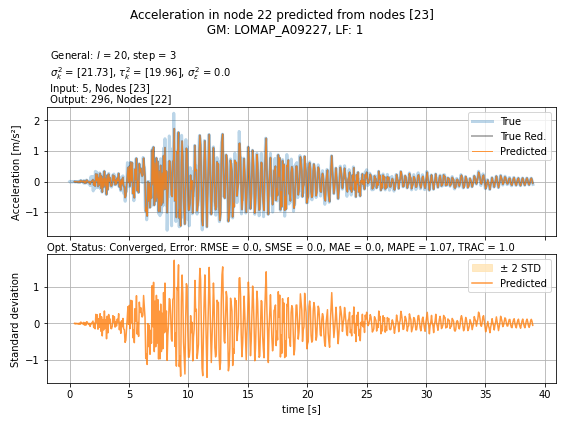 Acceleration in node 22 predicted from nodes [23]
GM: LOMAP_A09227, LF: 1
General: l = 20, step = 3
σ_k² = [21.73], τ_k² = [19.96], σ_ε² = 0.0
Input: 5, Nodes [23]
Output: 296, Nodes [22]
Acceleration [m/s²]
2
1
0
−1
True
True Red.
Predicted
Opt. Status: Converged, Error: RMSE = 0.0, SMSE = 0.0, MAE = 0.0, MAPE = 1.07, TRAC = 1.0
Standard deviation
1
0
−1
± 2 STD
Predicted
0 5 10 15 20 25 30 35 40
time [s]